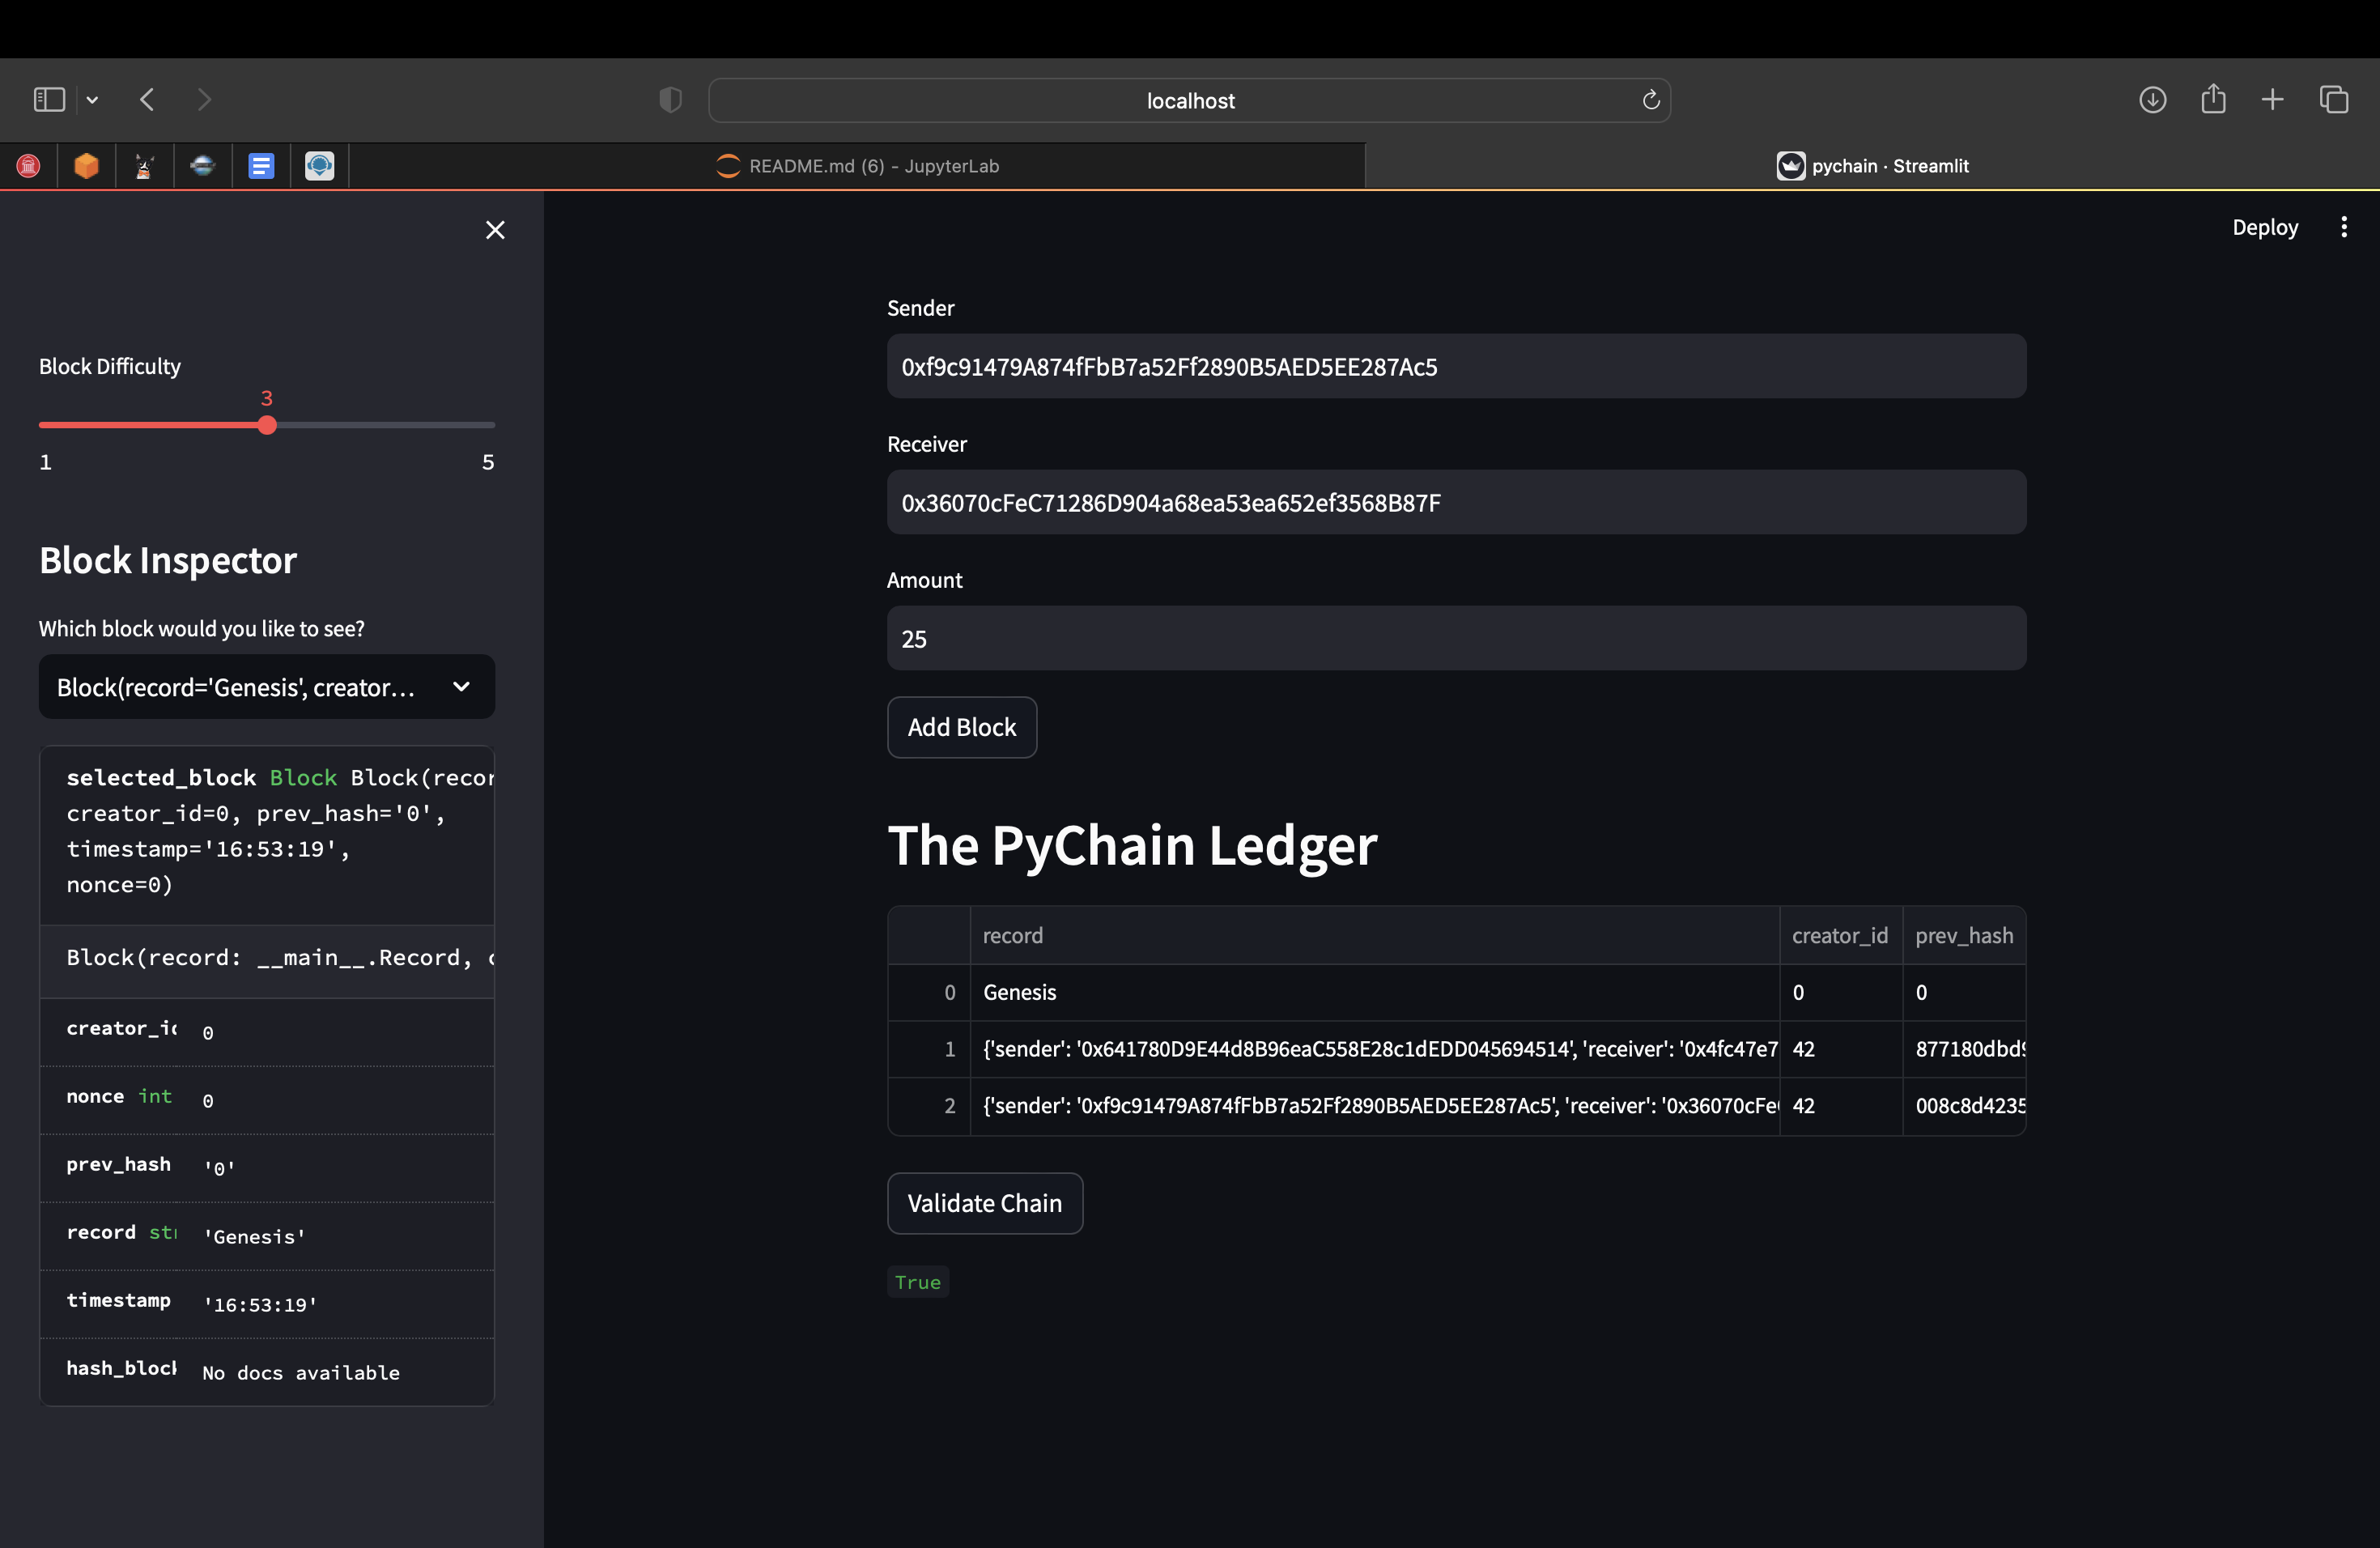 localhost
README.md (6) - JupyterLab
pychain · Streamlit
Deploy
Block Difficulty
3
1 5
Block Inspector
Which block would you like to see?
Block(record='Genesis', creator...
selected_block Block Block(recor
creator_id=0, prev_hash='0',
timestamp='16:53:19',
nonce=0)
Block(record: __main__.Record, c
creator_id 0
nonce int 0
prev_hash '0'
record str 'Genesis'
timestamp '16:53:19'
hash_block No docs available
Sender
0xf9c91479A874fFbB7a52Ff2890B5AED5EE287Ac5
Receiver
0x36070cFeC71286D904a68ea53ea652ef3568B87F
Amount
25
Add Block
The PyChain Ledger
record creator_id prev_hash
0 Genesis 0 0
1 {'sender': '0x641780D9E44d8B96eaC558E28c1dEDD045694514', 'receiver': '0x4fc47e7 42 877180dbd9
2 {'sender': '0xf9c91479A874fFbB7a52Ff2890B5AED5EE287Ac5', 'receiver': '0x36070cFe 42 008c8d4235
Validate Chain
True